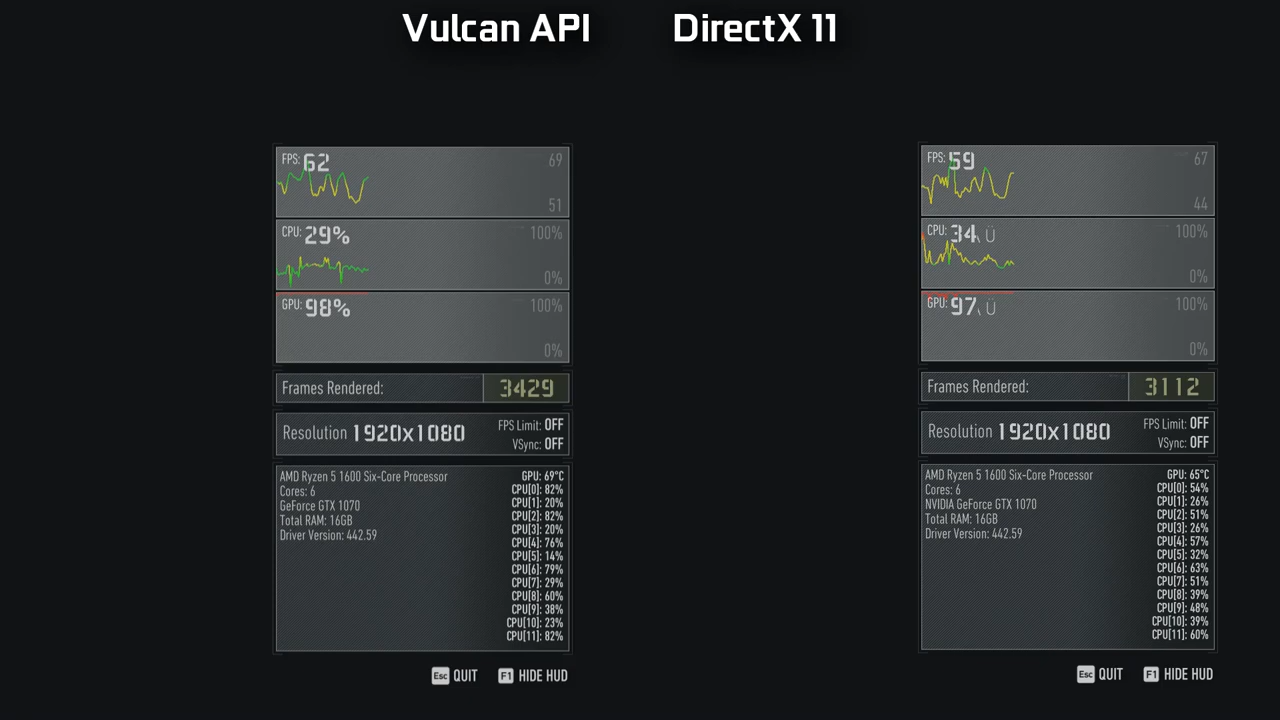 Vulcan API
DirectX 11
FPS: 62
69
51
CPU: 29%
100%
0%
GPU: 98%
100%
0%
Frames Rendered: 3429
Resolution 1920x1080
FPS Limit: OFF
VSync: OFF
AMD Ryzen 5 1600 Six-Core Processor
Cores: 6
GeForce GTX 1070
Total RAM: 16GB
Driver Version: 442.59
GPU: 69°C
CPU[0]: 82%
CPU[1]: 20%
CPU[2]: 82%
CPU[3]: 20%
CPU[4]: 76%
CPU[5]: 14%
CPU[6]: 79%
CPU[7]: 29%
CPU[8]: 60%
CPU[9]: 38%
CPU[10]: 23%
CPU[11]: 82%
Esc QUIT F1 HIDE HUD
FPS: 59
67
44
CPU: 34 Ü
100%
0%
GPU: 97 Ü
100%
0%
Frames Rendered: 3112
Resolution 1920x1080
FPS Limit: OFF
VSync: OFF
AMD Ryzen 5 1600 Six-Core Processor
Cores: 6
NVIDIA GeForce GTX 1070
Total RAM: 16GB
Driver Version: 442.59
GPU: 65°C
CPU[0]: 54%
CPU[1]: 26%
CPU[2]: 51%
CPU[3]: 26%
CPU[4]: 57%
CPU[5]: 32%
CPU[6]: 63%
CPU[7]: 51%
CPU[8]: 39%
CPU[9]: 48%
CPU[10]: 39%
CPU[11]: 60%
Esc QUIT F1 HIDE HUD